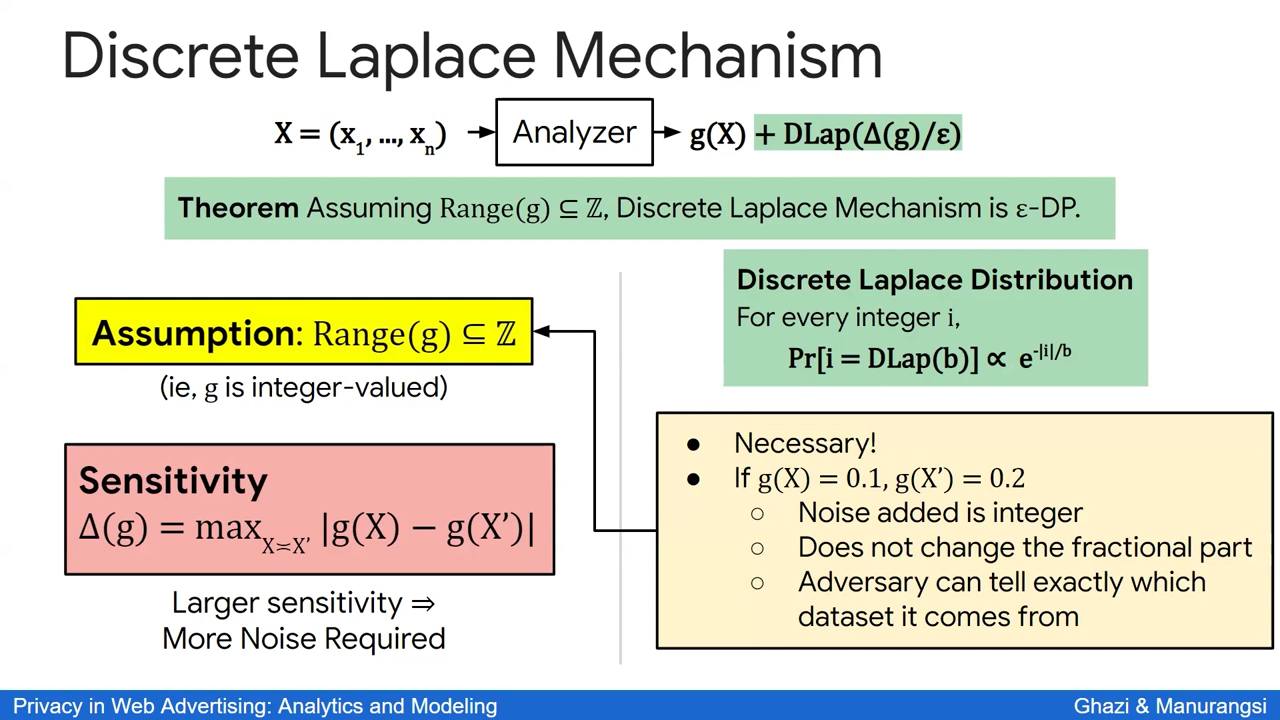 Discrete Laplace Mechanism
X = (x1, ..., xn) Analyzer g(X) + DLap(Δ(g)/ε)
Theorem Assuming Range(g) ⊆ ℤ, Discrete Laplace Mechanism is ε-DP.
Assumption: Range(g) ⊆ ℤ
(ie, g is integer-valued)
Sensitivity
Δ(g) = maxX≍X’ |g(X) − g(X’)|
Larger sensitivity ⇒
More Noise Required
Discrete Laplace Distribution
For every integer i,
Pr[i = DLap(b)] ∝ e-|i|/b
● Necessary!
● If g(X) = 0.1, g(X’) = 0.2
○ Noise added is integer
○ Does not change the fractional part
○ Adversary can tell exactly which
dataset it comes from
Privacy in Web Advertising: Analytics and Modeling
Ghazi & Manurangsi